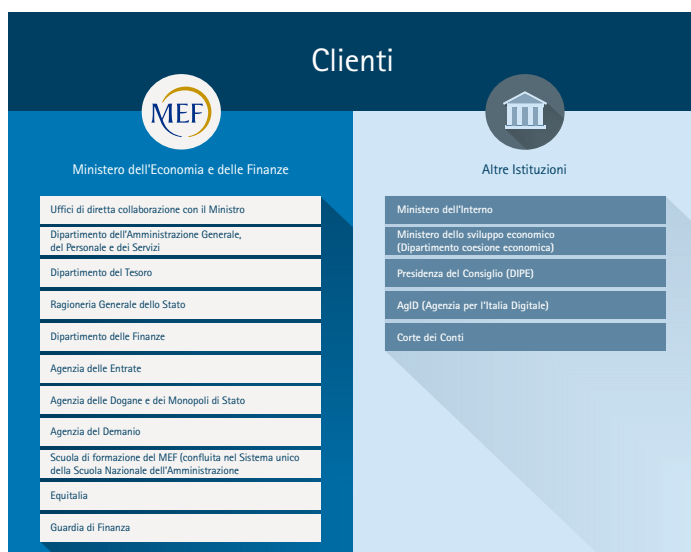 Clienti
MEF
Ministero dell'Economia e delle Finanze
Uffici di diretta collaborazione con il Ministro
Dipartimento dell'Amministrazione Generale,
del Personale e dei Servizi
Dipartimento del Tesoro
Ragioneria Generale dello Stato
Dipartimento delle Finanze
Agenzia delle Entrate
Agenzia delle Dogane e dei Monopoli di Stato
Agenzia del Demanio
Scuola di formazione del MEF (confluita nel Sistema unico
della Scuola Nazionale dell'Amministrazione
Equitalia
Guardia di Finanza
Altre Istituzioni
Ministero dell'Interno
Ministero dello sviluppo economico
(Dipartimento coesione economica)
Presidenza del Consiglio (DIPE)
AgID (Agenzia per l'Italia Digitale)
Corte dei Conti